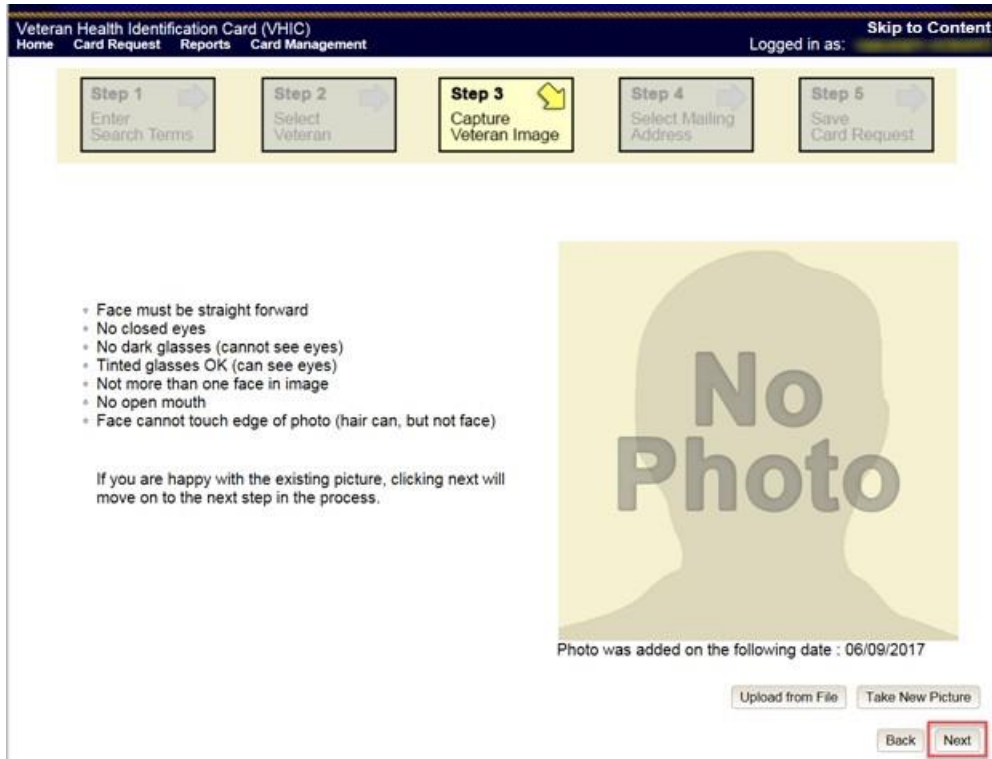 Veteran Health Identification Card (VHIC)
Skip to Content
Home Card Request Reports Card Management
Logged in as:
Step 1
Enter
Search Terms
Step 2
Select
Veteran
Step 3
Capture
Veteran Image
Step 4
Select Mailing
Address
Step 5
Save
Card Request
Face must be straight forward
No closed eyes
No dark glasses (cannot see eyes)
Tinted glasses OK (can see eyes)
Not more than one face in image
No open mouth
Face cannot touch edge of photo (hair can, but not face)
If you are happy with the existing picture, clicking next will
move on to the next step in the process.
No
Photo
Photo was added on the following date : 06/09/2017
Upload from File
Take New Picture
Back
Next